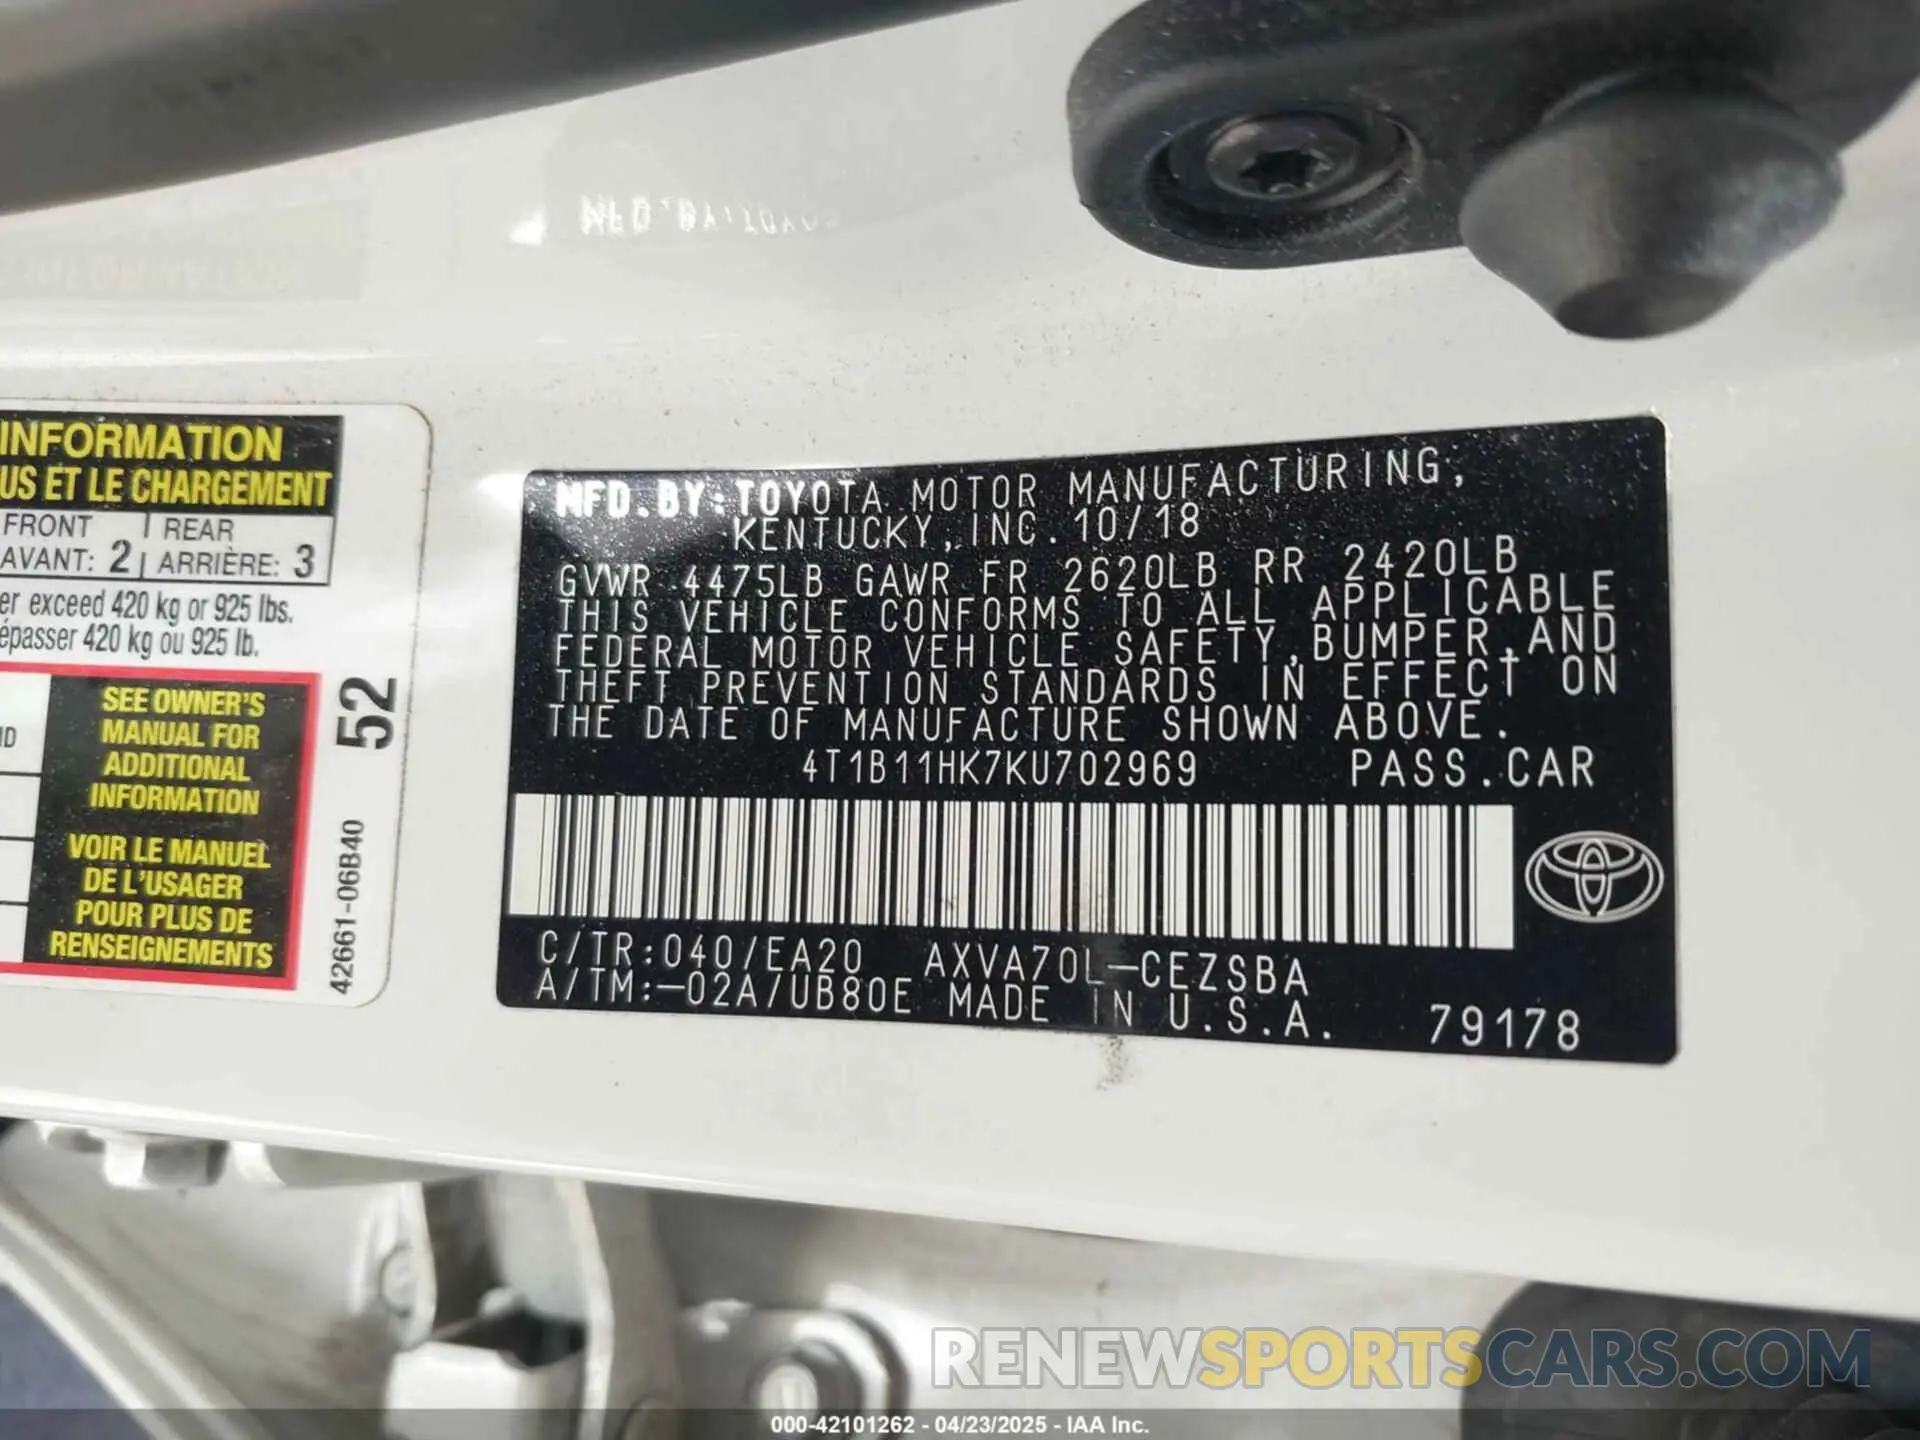 INFORMATION
US ET LE CHARGEMENT
FRONT REAR
AVANT: 2 ARRIÈRE: 3
er exceed 420 kg or 925 lbs.
épasser 420 kg ou 925 lb.
SEE OWNER'S
MANUAL FOR
ADDITIONAL
INFORMATION
VOIR LE MANUEL
DE L'USAGER
POUR PLUS DE
RENSEIGNEMENTS
52
42661-06B40
MFD.BY:TOYOTA MOTOR MANUFACTURING,
KENTUCKY, INC. 10/18
GVWR 4475LB GAWR FR 2620LB RR 2420LB
THIS VEHICLE CONFORMS TO ALL APPLICABLE
FEDERAL MOTOR VEHICLE SAFETY,BUMPER,AND
THEFT PREVENTION STANDARDS IN EFFECT ON
THE DATE OF MANUFACTURE SHOWN ABOVE.
4T1B11HK7KU702969 PASS.CAR
C/TR:040/EA20 AXVA70L-CEZSBA
A/TM:-02A/UB80E MADE IN U.S.A. 79178
RENEWSPORTSCARS.COM
000-42101262 - 04/23/2025 - IAA Inc.